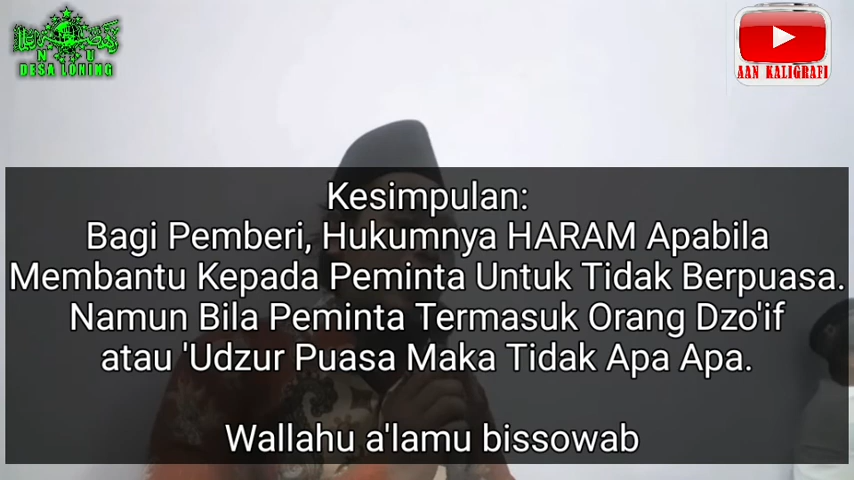 N U
DESA LONING
AAN KALIGRAFI
Kesimpulan:
Bagi Pemberi, Hukumnya HARAM Apabila
Membantu Kepada Peminta Untuk Tidak Berpuasa.
Namun Bila Peminta Termasuk Orang Dzo'if
atau 'Udzur Puasa Maka Tidak Apa Apa.
Wallahu a'lamu bissowab